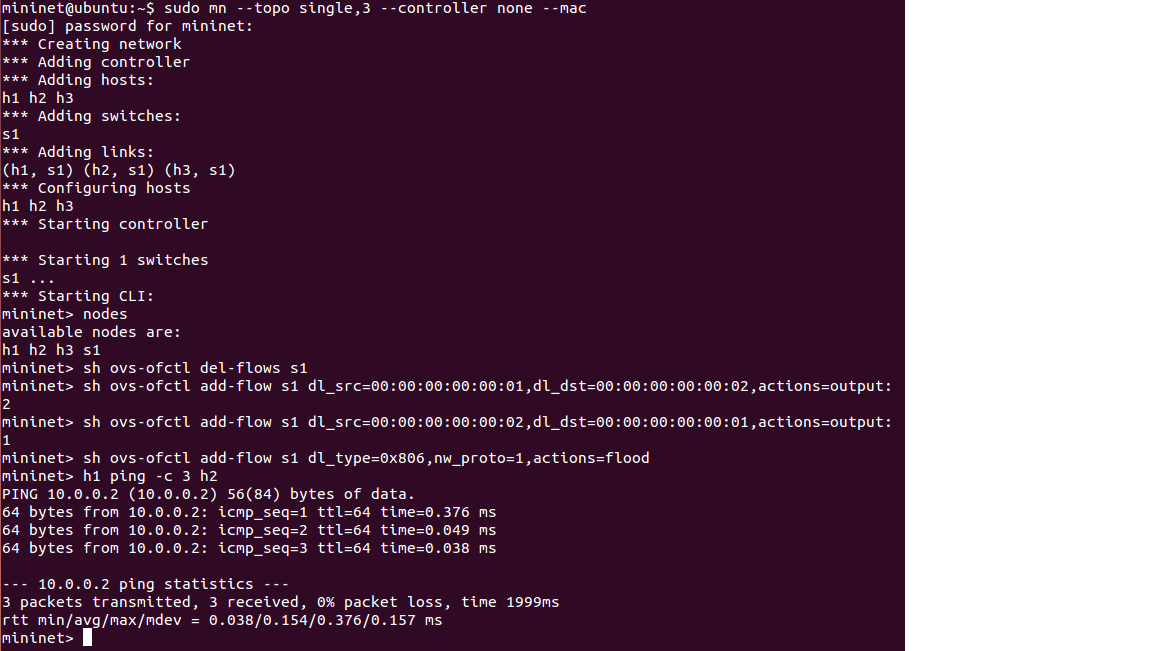 mininet@ubuntu:~$ sudo mn --topo single,3 --controller none --mac
[sudo] password for mininet:
*** Creating network
*** Adding controller
*** Adding hosts:
h1 h2 h3
*** Adding switches:
s1
*** Adding links:
(h1, s1) (h2, s1) (h3, s1)
*** Configuring hosts
h1 h2 h3
*** Starting controller
*** Starting 1 switches
s1 ...
*** Starting CLI:
mininet> nodes
available nodes are:
h1 h2 h3 s1
mininet> sh ovs-ofctl del-flows s1
mininet> sh ovs-ofctl add-flow s1 dl_src=00:00:00:00:00:01,dl_dst=00:00:00:00:00:02,actions=output:
2
mininet> sh ovs-ofctl add-flow s1 dl_src=00:00:00:00:00:02,dl_dst=00:00:00:00:00:01,actions=output:
1
mininet> sh ovs-ofctl add-flow s1 dl_type=0x806,nw_proto=1,actions=flood
mininet> h1 ping -c 3 h2
PING 10.0.0.2 (10.0.0.2) 56(84) bytes of data.
64 bytes from 10.0.0.2: icmp_seq=1 ttl=64 time=0.376 ms
64 bytes from 10.0.0.2: icmp_seq=2 ttl=64 time=0.049 ms
64 bytes from 10.0.0.2: icmp_seq=3 ttl=64 time=0.038 ms
--- 10.0.0.2 ping statistics ---
3 packets transmitted, 3 received, 0% packet loss, time 1999ms
rtt min/avg/max/mdev = 0.038/0.154/0.376/0.157 ms
mininet>